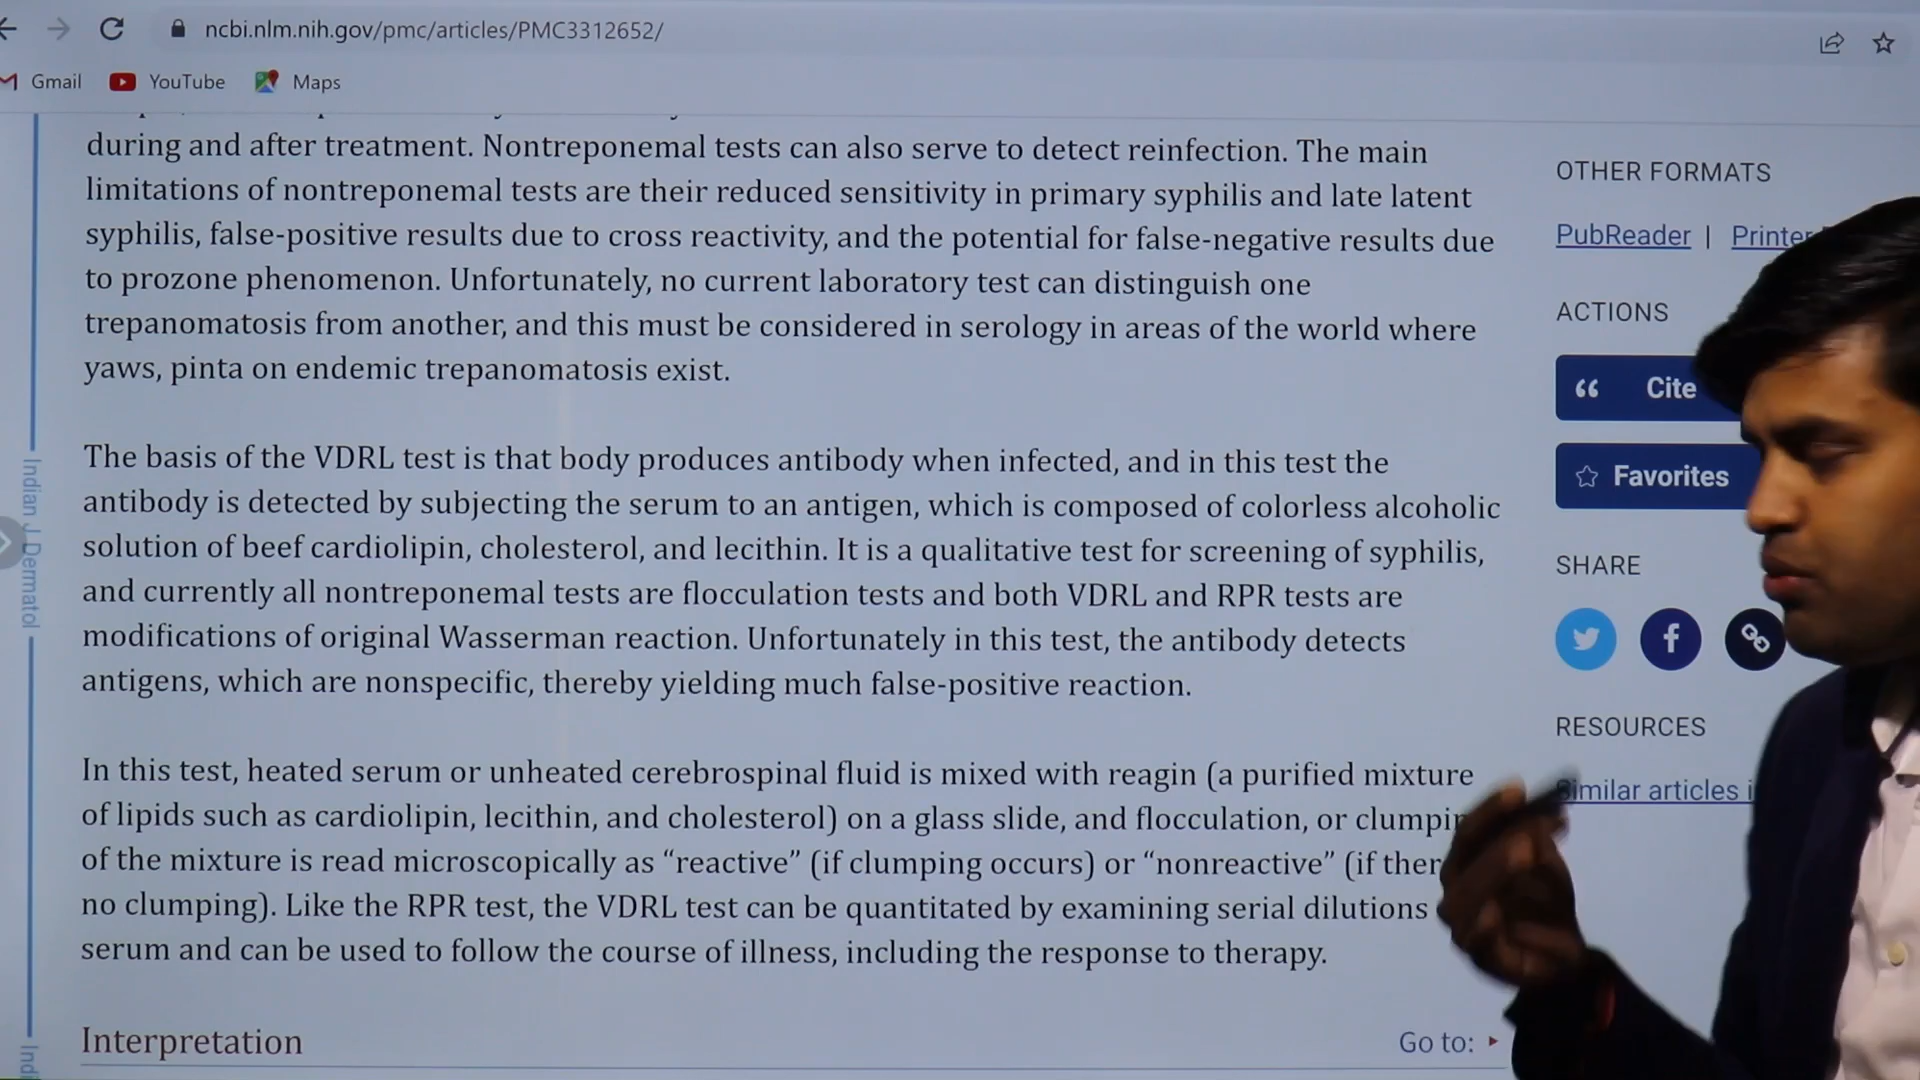 ncbi.nlm.nih.gov/pmc/articles/PMC3312652/
Gmail YouTube Maps
during and after treatment. Nontreponemal tests can also serve to detect reinfection. The main
limitations of nontreponemal tests are their reduced sensitivity in primary syphilis and late latent
syphilis, false-positive results due to cross reactivity, and the potential for false-negative results due
to prozone phenomenon. Unfortunately, no current laboratory test can distinguish one
trepanomatosis from another, and this must be considered in serology in areas of the world where
yaws, pinta on endemic trepanomatosis exist.
The basis of the VDRL test is that body produces antibody when infected, and in this test the
antibody is detected by subjecting the serum to an antigen, which is composed of colorless alcoholic
solution of beef cardiolipin, cholesterol, and lecithin. It is a qualitative test for screening of syphilis,
and currently all nontreponemal tests are flocculation tests and both VDRL and RPR tests are
modifications of original Wasserman reaction. Unfortunately in this test, the antibody detects
antigens, which are nonspecific, thereby yielding much false-positive reaction.
In this test, heated serum or unheated cerebrospinal fluid is mixed with reagin (a purified mixture
of lipids such as cardiolipin, lecithin, and cholesterol) on a glass slide, and flocculation, or
of the mixture is read microscopically as “reactive” (if clumping occurs) or “nonreactive” (if
no clumping). Like the RPR test, the VDRL test can be quantitated by examining serial dilutions
serum and can be used to follow the course of illness, including the response to therapy.
Interpretation
Go to:
OTHER FORMATS
PubReader | Printer
ACTIONS
Cite
Favorites
SHARE
RESOURCES
Similar articles
Indian J Dermatol